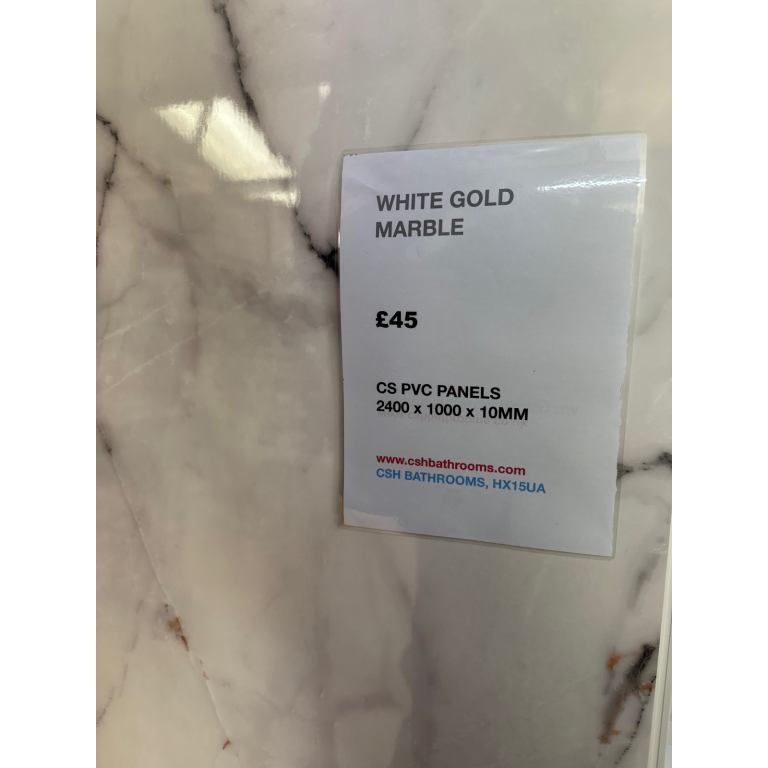 WHITE GOLD
MARBLE
£45
CS PVC PANELS
2400 x 1000 x 10MM
www.cshbathrooms.com
CSH BATHROOMS, HX15UA